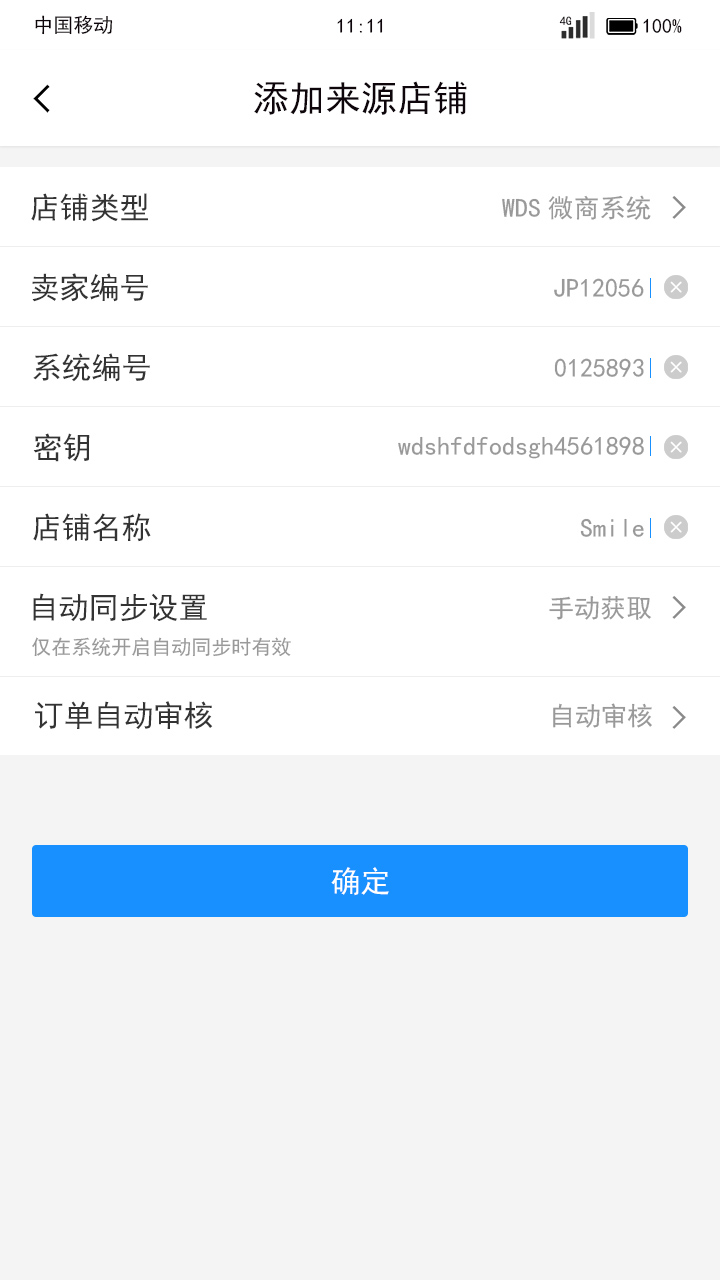 中国移动 11:11 4G 100%
添加来源店铺
店铺类型 WDS 微商系统
卖家编号 JP12056
系统编号 0125893
密钥 wdshfdfodsgh4561898
店铺名称 Smile
自动同步设置 手动获取
仅在系统开启自动同步时有效
订单自动审核 自动审核
确定